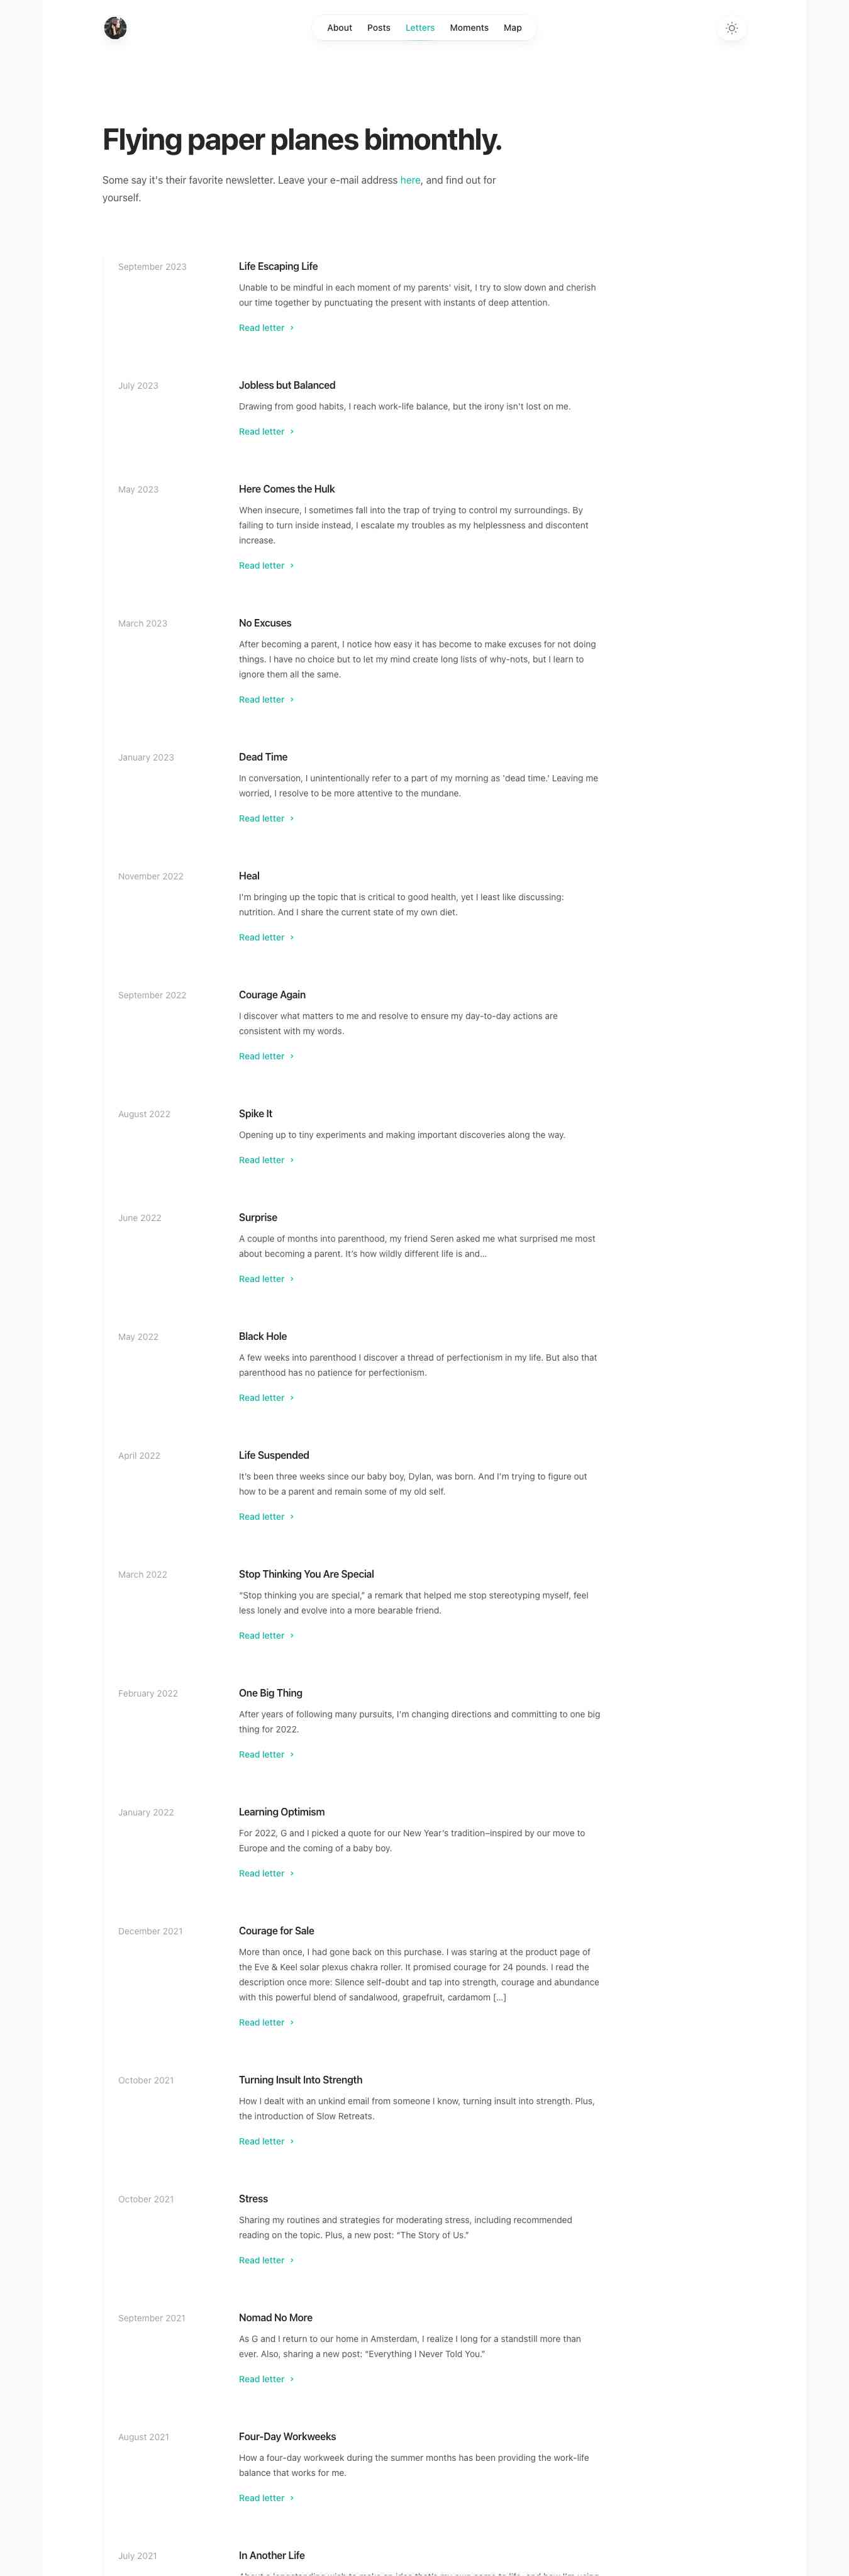 About Posts Letters Moments Map
Flying paper planes bimonthly.
Some say it's their favorite newsletter. Leave your e-mail address here, and find out for
yourself.
September 2023
Life Escaping Life
Unable to be mindful in each moment of my parents' visit, I try to slow down and cherish
our time together by punctuating the present with instants of deep attention.
Read letter
July 2023
Jobless but Balanced
Drawing from good habits, I reach work-life balance, but the irony isn't lost on me.
Read letter
May 2023
Here Comes the Hulk
When insecure, I sometimes fall into the trap of trying to control my surroundings. By
failing to turn inside instead, I escalate my troubles as my helplessness and discontent
increase.
Read letter
March 2023
No Excuses
After becoming a parent, I notice how easy it has become to make excuses for not doing
things. I have no choice but to let my mind create long lists of why-nots, but I learn to
ignore them all the same.
Read letter
January 2023
Dead Time
In conversation, I unintentionally refer to a part of my morning as 'dead time.' Leaving me
worried, I resolve to be more attentive to the mundane.
Read letter
November 2022
Heal
I'm bringing up the topic that is critical to good health, yet I least like discussing:
nutrition. And I share the current state of my own diet.
Read letter
September 2022
Courage Again
I discover what matters to me and resolve to ensure my day-to-day actions are
consistent with my words.
Read letter
August 2022
Spike It
Opening up to tiny experiments and making important discoveries along the way.
Read letter
June 2022
Surprise
A couple of months into parenthood, my friend Seren asked me what surprised me most
about becoming a parent. It's how wildly different life is and...
Read letter
May 2022
Black Hole
A few weeks into parenthood I discover a thread of perfectionism in my life. But also that
parenthood has no patience for perfectionism.
Read letter
April 2022
Life Suspended
It's been three weeks since our baby boy, Dylan, was born. And I'm trying to figure out
how to be a parent and remain some of my old self.
Read letter
March 2022
Stop Thinking You Are Special
"Stop thinking you are special," a remark that helped me stop stereotyping myself, feel
less lonely and evolve into a more bearable friend.
Read letter
February 2022
One Big Thing
After years of following many pursuits, I'm changing directions and committing to one big
thing for 2022.
Read letter
January 2022
Learning Optimism
For 2022, G and I picked a quote for our New Year's tradition–inspired by our move to
Europe and the coming of a baby boy.
Read letter
December 2021
Courage for Sale
More than once, I had gone back on this purchase. I was staring at the product page of
the Eve & Keel solar plexus chakra roller. It promised courage for 24 pounds. I read the
description once more: Silence self-doubt and tap into strength, courage and abundance
with this powerful blend of sandalwood, grapefruit, cardamom [...]
Read letter
October 2021
Turning Insult Into Strength
How I dealt with an unkind email from someone I know, turning insult into strength. Plus,
the introduction of Slow Retreats.
Read letter
October 2021
Stress
Sharing my routines and strategies for moderating stress, including recommended
reading on the topic. Plus, a new post: "The Story of Us."
Read letter
September 2021
Nomad No More
As G and I return to our home in Amsterdam, I realize I long for a standstill more than
ever. Also, sharing a new post: "Everything I Never Told You."
Read letter
August 2021
Four-Day Workweeks
How a four-day workweek during the summer months has been providing the work-life
balance that works for me.
Read letter
July 2021
In Another Life